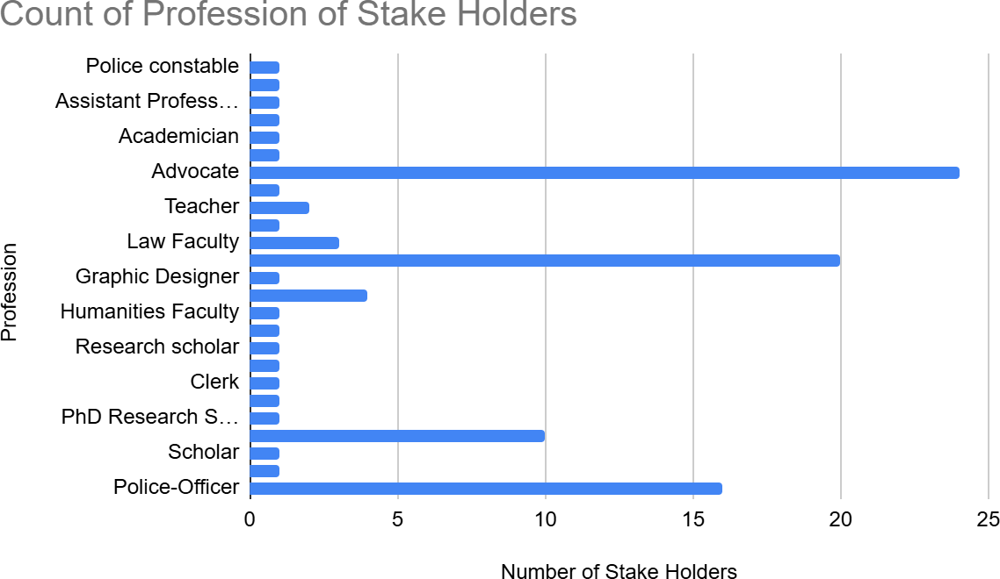 Count of Profession of Stake Holders
Police constable
Assistant Profess…
Academician
Advocate
Teacher
Law Faculty
Graphic Designer
Humanities Faculty
Research scholar
Clerk
PhD Research S…
Scholar
Police-Officer
Profession
0 5 10 15 20 25
Number of Stake Holders